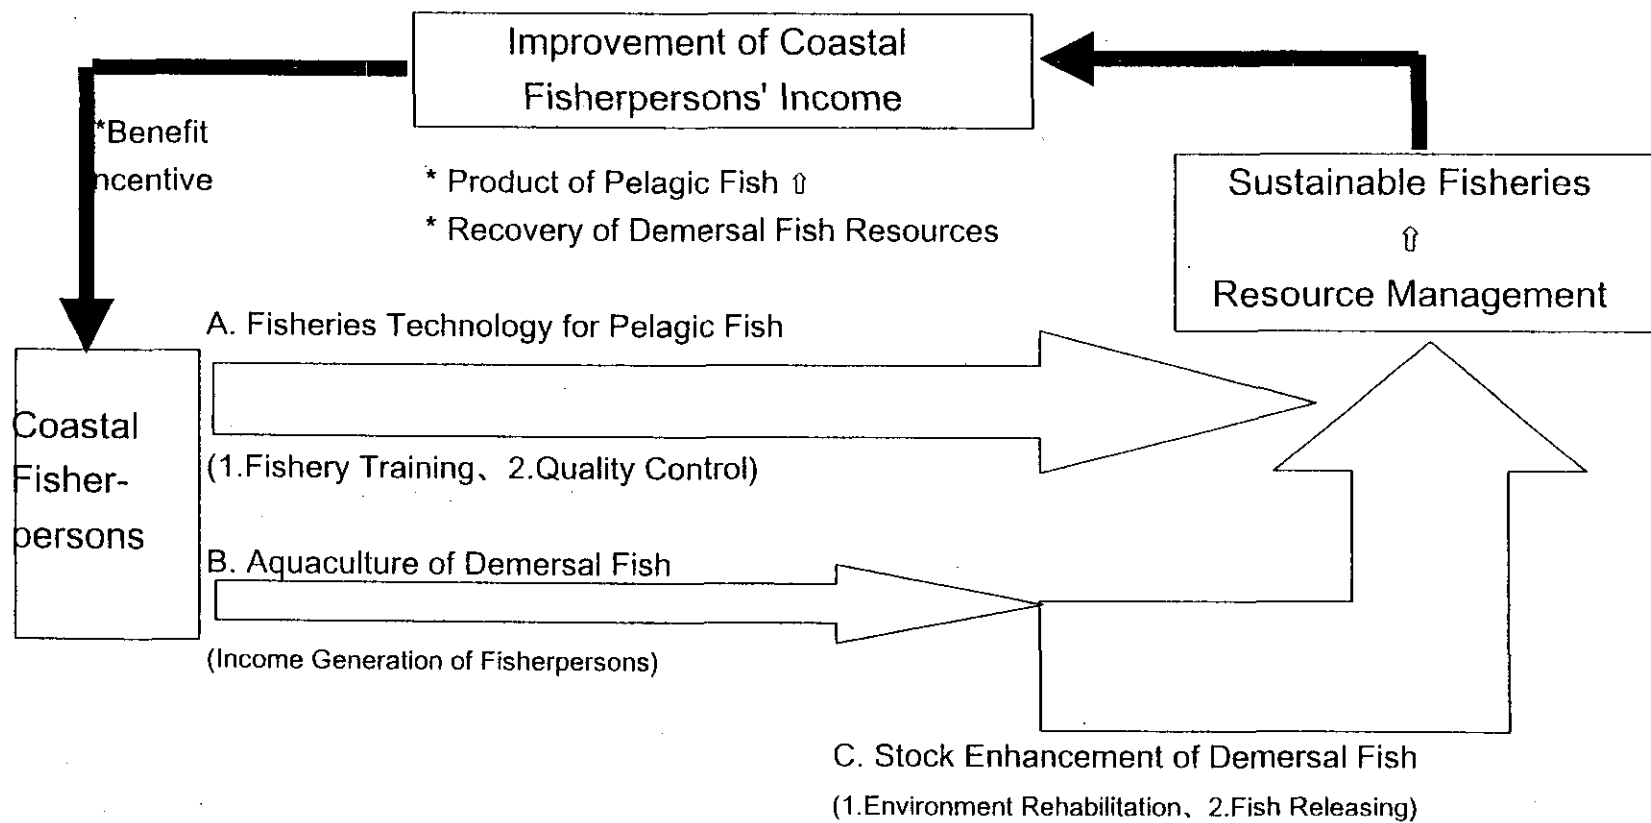 Improvement of Coastal
Fisherpersons' Income
*Benefit
ncentive
* Product of Pelagic Fish ⇧
* Recovery of Demersal Fish Resources
Sustainable Fisheries
⇧
Resource Management
A. Fisheries Technology for Pelagic Fish
(1.Fishery Training、2.Quality Control)
Coastal
Fisher-
persons
B. Aquaculture of Demersal Fish
(Income Generation of Fisherpersons)
C. Stock Enhancement of Demersal Fish
(1.Environment Rehabilitation、2.Fish Releasing)